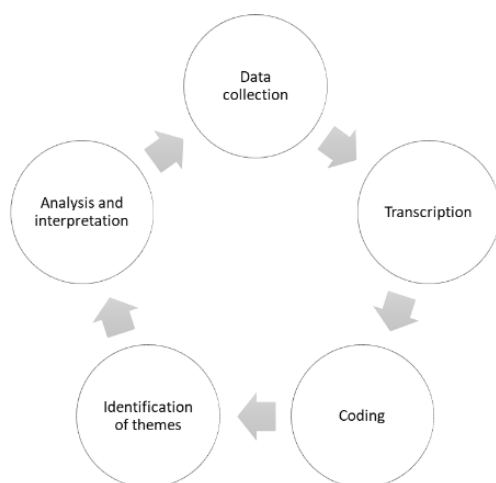 Data
collection
Transcription
Coding
Identification
of themes
Analysis and
interpretation